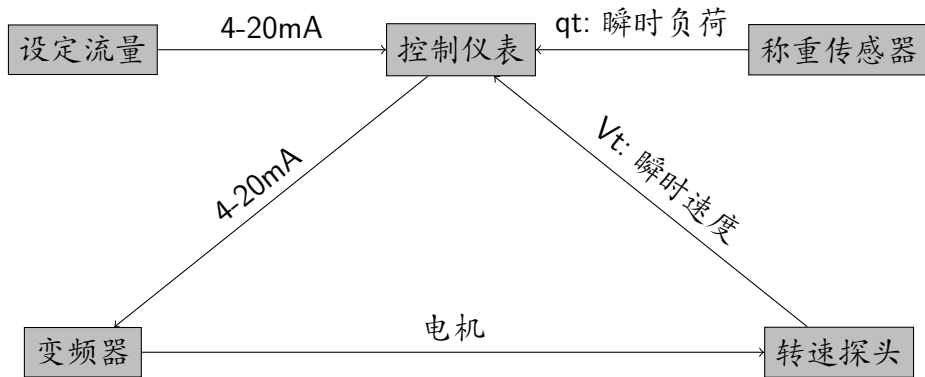 设定流量
4-20mA
控制仪表
qt: 瞬时负荷
称重传感器
4-20mA
Vt: 瞬时速度
变频器
电机
转速探头